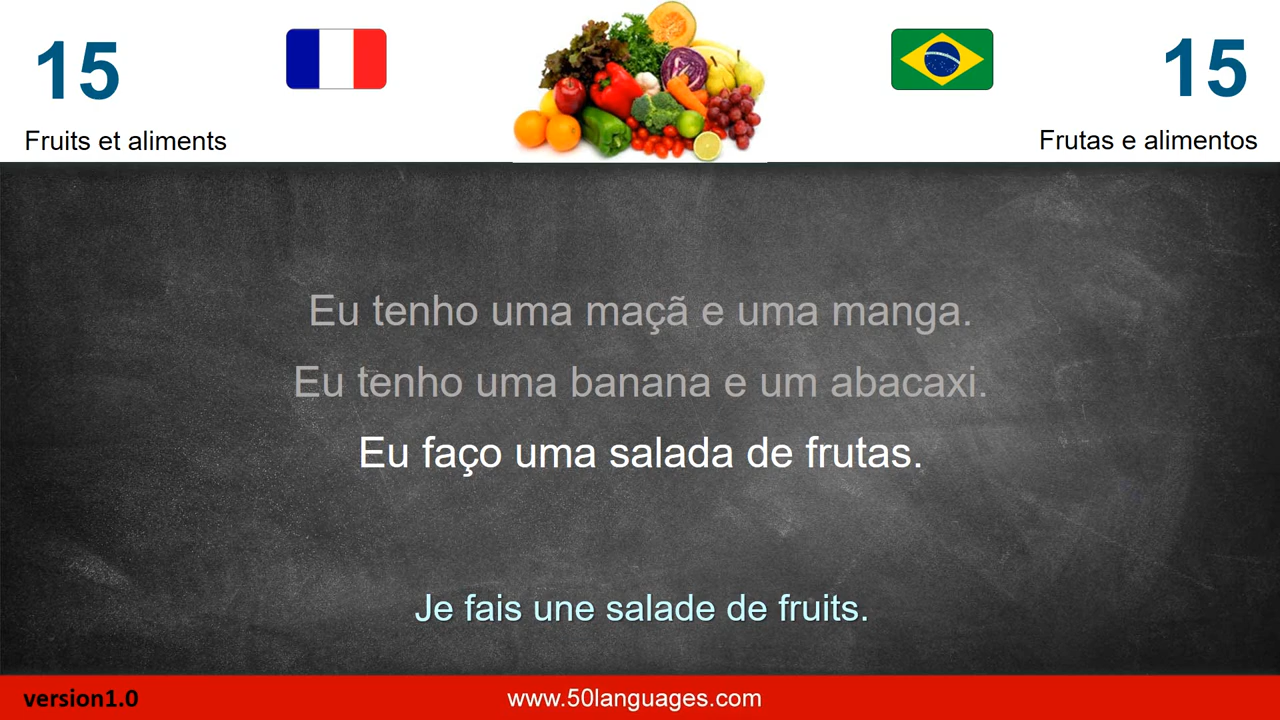 15
15
Fruits et aliments
Frutas e alimentos
Eu tenho uma maçã e uma manga.
Eu tenho uma banana e um abacaxi.
Eu faço uma salada de frutas.
Je fais une salade de fruits.
version1.0
www.50languages.com